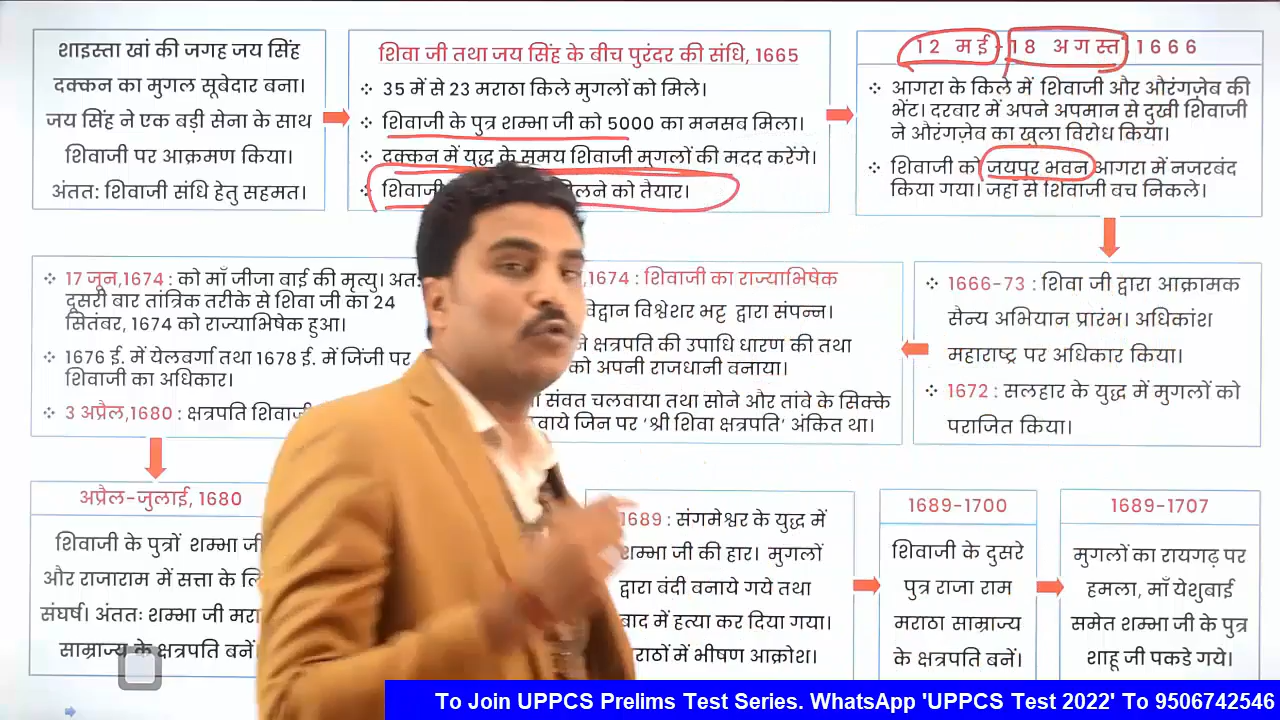 शाइस्ता खां की जगह जय सिंह
दक्कन का मुगल सूबेदार बना।
जय सिंह ने एक बड़ी सेना के साथ
शिवाजी पर आक्रमण किया।
अंतत: शिवाजी संधि हेतु सहमत।
शिवा जी तथा जय सिंह के बीच पुरंदर की संधि, 1665
35 में से 23 मराठा किले मुगलों को मिले।
शिवाजी के पुत्र शम्भा जी को 5000 का मनसब मिला।
दक्कन में युद्ध के समय शिवाजी मुगलों की मदद करेंगे।
शिवाजी मिलने को तैयार।
12 मई-18 अगस्त, 1666
आगरा के किले में शिवाजी और औरंगज़ेब की
भेंट। दरबार में अपने अपमान से दुखी शिवाजी
ने औरंगज़ेब का खुला विरोध किया।
शिवाजी को जयपुर भवन आगरा में नजरबंद
किया गया। जहाँ से शिवाजी बच निकले।
1666-73 : शिवा जी द्वारा आक्रामक
सैन्य अभियान प्रारंभ। अधिकांश
महाराष्ट्र पर अधिकार किया।
1672 : सलहार के युद्ध में मुगलों को
पराजित किया।
,1674 : शिवाजी का राज्याभिषेक
विद्वान विश्वेशर भट्ट द्वारा संपन्न।
ने क्षत्रपति की उपाधि धारण की तथा
को अपनी राजधानी बनाया।
संवत चलवाया तथा सोने और तांबे के सिक्के
जिन पर 'श्री शिवा क्षत्रपति' अंकित था।
17 जून,1674 : को माँ जीजा बाई की मृत्यु। अत:
दूसरी बार तांत्रिक तरीके से शिवा जी का 24
सितंबर, 1674 को राज्याभिषेक हुआ।
1676 ई. में येलबर्गा तथा 1678 ई. में जिंजी पर
शिवाजी का अधिकार।
3 अप्रैल,1680 : क्षत्रपति
अप्रैल-जुलाई, 1680
शिवाजी के पुत्रों शम्भा जी
और राजाराम में सत्ता के
संघर्ष। अंततः शम्भा जी
साम्राज्य के क्षत्रपति बनें।
1689 : संगमेश्वर के युद्ध में
शम्भा जी की हार। मुगलों
द्वारा बंदी बनाये गये तथा
बाद में हत्या कर दिया गया।
मराठों में भीषण आक्रोश।
1689-1700
शिवाजी के दुसरे
पुत्र राजा राम
मराठा साम्राज्य
के क्षत्रपति बनें।
1689-1707
मुगलों का रायगढ़ पर
हमला, माँ येशुबाई
समेत शम्भा जी के पुत्र
शाहू जी पकडे गये।
To Join UPPCS Prelims Test Series. WhatsApp 'UPPCS Test 2022' To 9506742546